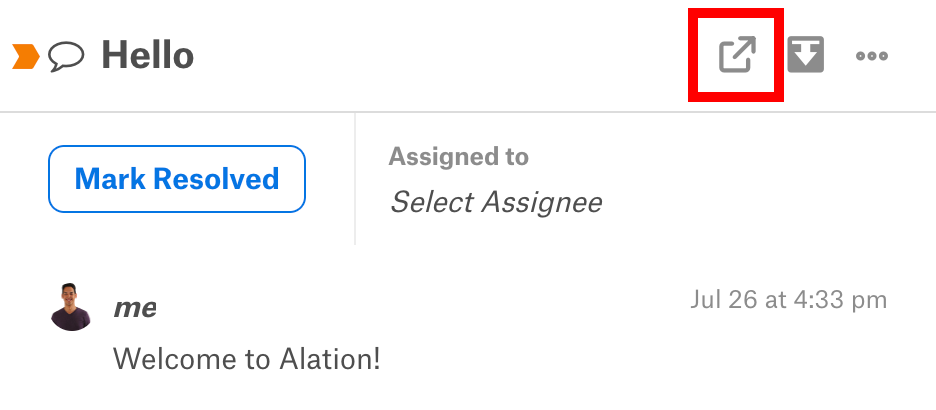 Hello
Mark Resolved
Assigned to
Select Assignee
me
Jul 26 at 4:33 pm
Welcome to Alation!